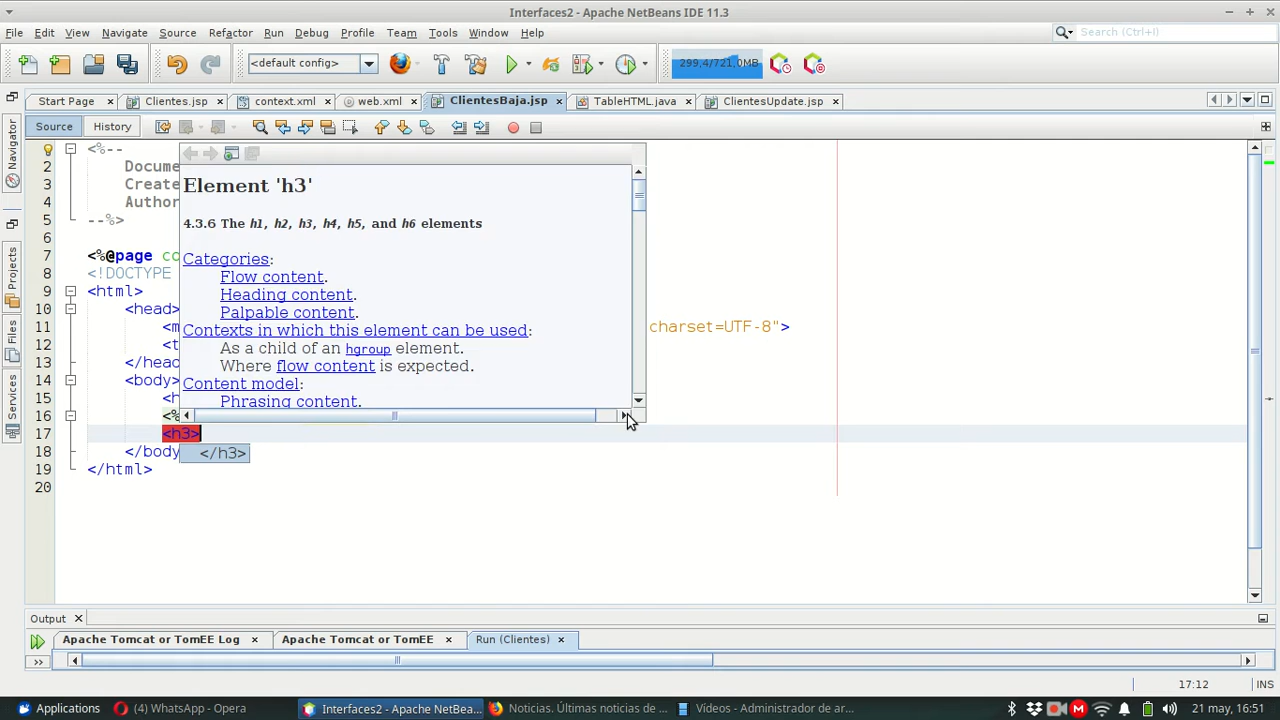 Interfaces2 - Apache NetBeans IDE 11.3
File Edit View Navigate Source Refactor Run Debug Profile Team Tools Window Help
Search (Ctrl+I)
<default config>
299,4/721,0MB
Start Page Clientes.jsp context.xml web.xml ClientesBaja.jsp TableHTML.java ClientesUpdate.jsp
Source History
Navigator
Projects
Files
Services
1 <%--
2 Docume
3 Create
4 Author
5 --%>
6
7 <%@page co
8 <!DOCTYPE
9 <html>
10 <head>
11 <m charset=UTF-8">
12 <t
13 </head
14 <body>
15 <h
16 <%
17 <h3>
18 </body
19 </html>
20
Element 'h3'
4.3.6 The h1, h2, h3, h4, h5, and h6 elements
Categories:
Flow content.
Heading content.
Palpable content.
Contexts in which this element can be used:
As a child of an hgroup element.
Where flow content is expected.
Content model:
Phrasing content.
</h3>
Output
Apache Tomcat or TomEE Log Apache Tomcat or TomEE Run (Clientes)
17:12 INS
Applications (4) WhatsApp - Opera Interfaces2 - Apache NetBea... Noticias. Últimas noticias de ... Vídeos - Administrador de ar... 21 may, 16:51